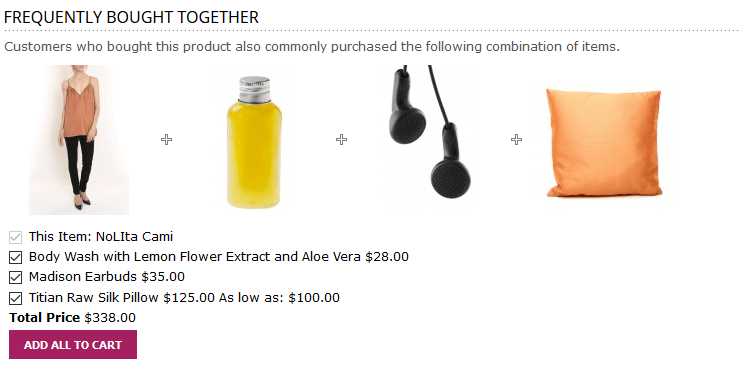 FREQUENTLY BOUGHT TOGETHER
Customers who bought this product also commonly purchased the following combination of items.
This Item: NoLIta Cami
Body Wash with Lemon Flower Extract and Aloe Vera $28.00
Madison Earbuds $35.00
Titian Raw Silk Pillow $125.00 As low as: $100.00
Total Price $338.00
ADD ALL TO CART